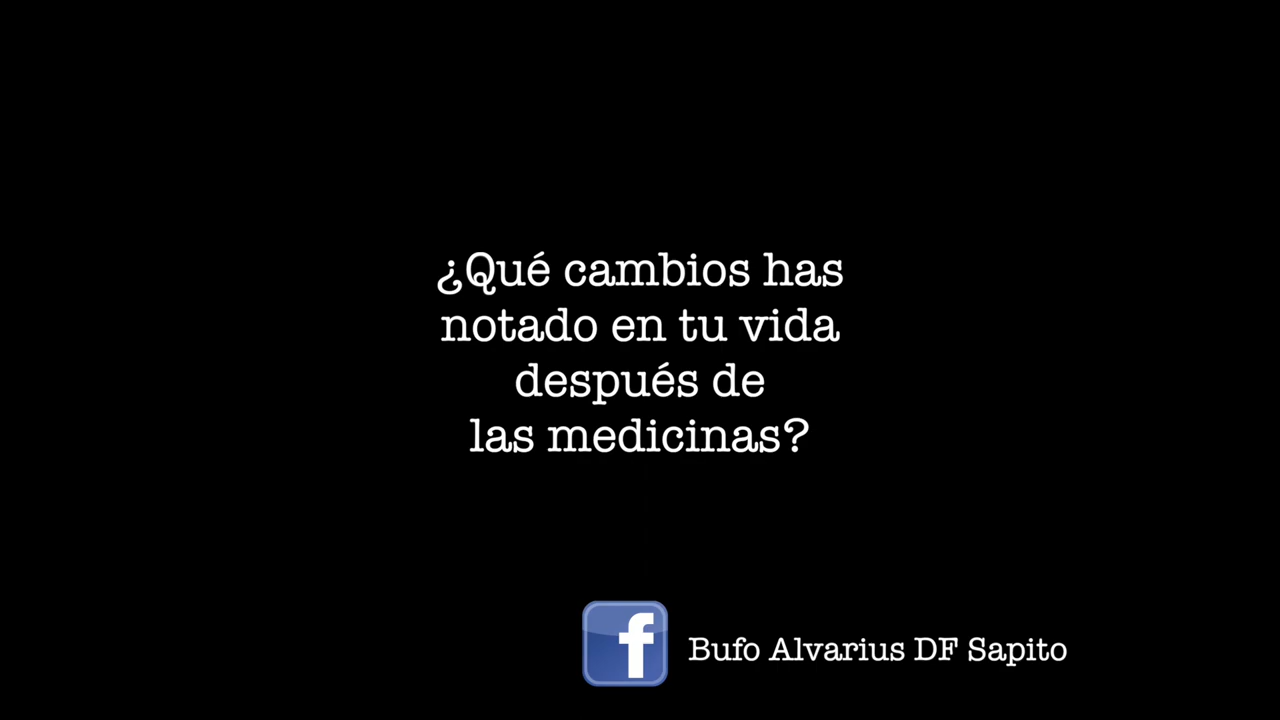 ¿Qué cambios has
notado en tu vida
después de
las medicinas?
f Bufo Alvarius DF Sapito